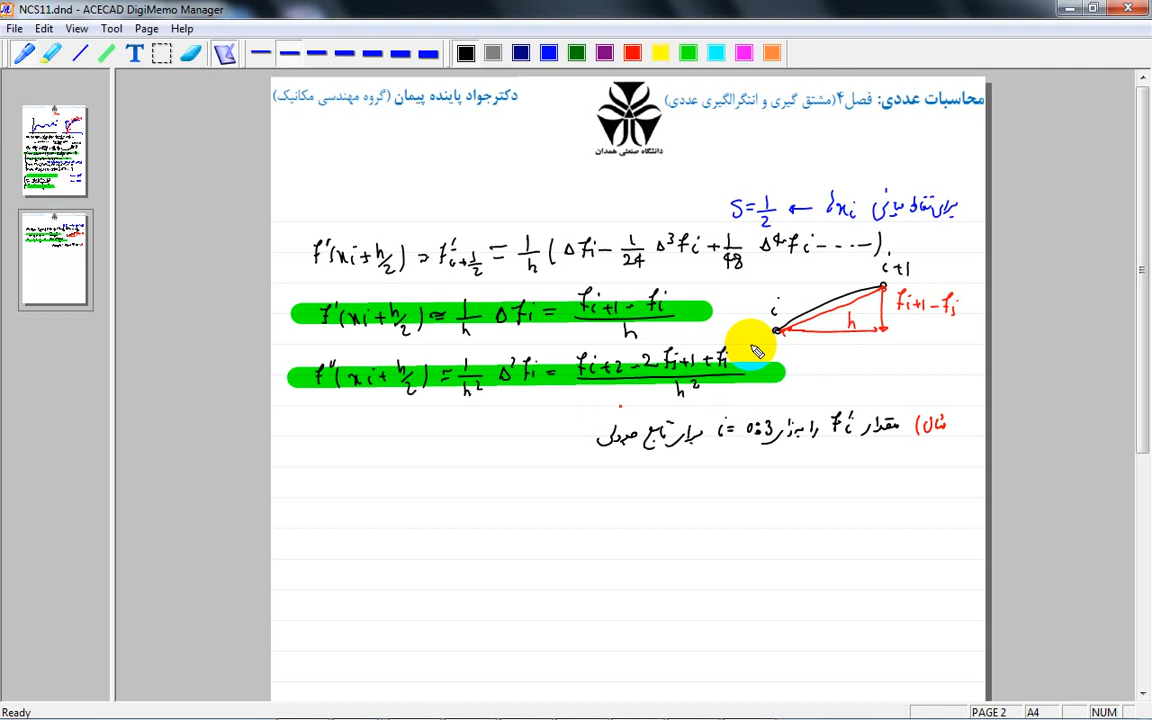 NCS11.dnd - ACECAD DigiMemo Manager
File Edit View Tool Page Help
محاسبات عددی: فصل۴(مشتق گیری و انتگرالگیری عددی)
دکترجواد پاینده پیمان (گروه مهندسی مکانیک)
دانشگاه صنعتی همدان
برای نقاط میانی xᵢ ← S=1/2
f'(xi+h/2) = f'i+1/2 = 1/h (Δfi - 1/24 Δ³fi + 1/48 Δ⁴fi - ----)
i+1
i
fi+1 - fi
h
f'(xi+h/2) ≈ 1/h Δfi = (fi+1 - fi)/h
f"(xi+h/2) = 1/h² Δ²fi = (fi+2 - 2fi+1 + fi)/h²
مثال) مقدار f'i را به ازار i = 0:3 برای تابع جدولی
Ready
PAGE 2 A4 NUM